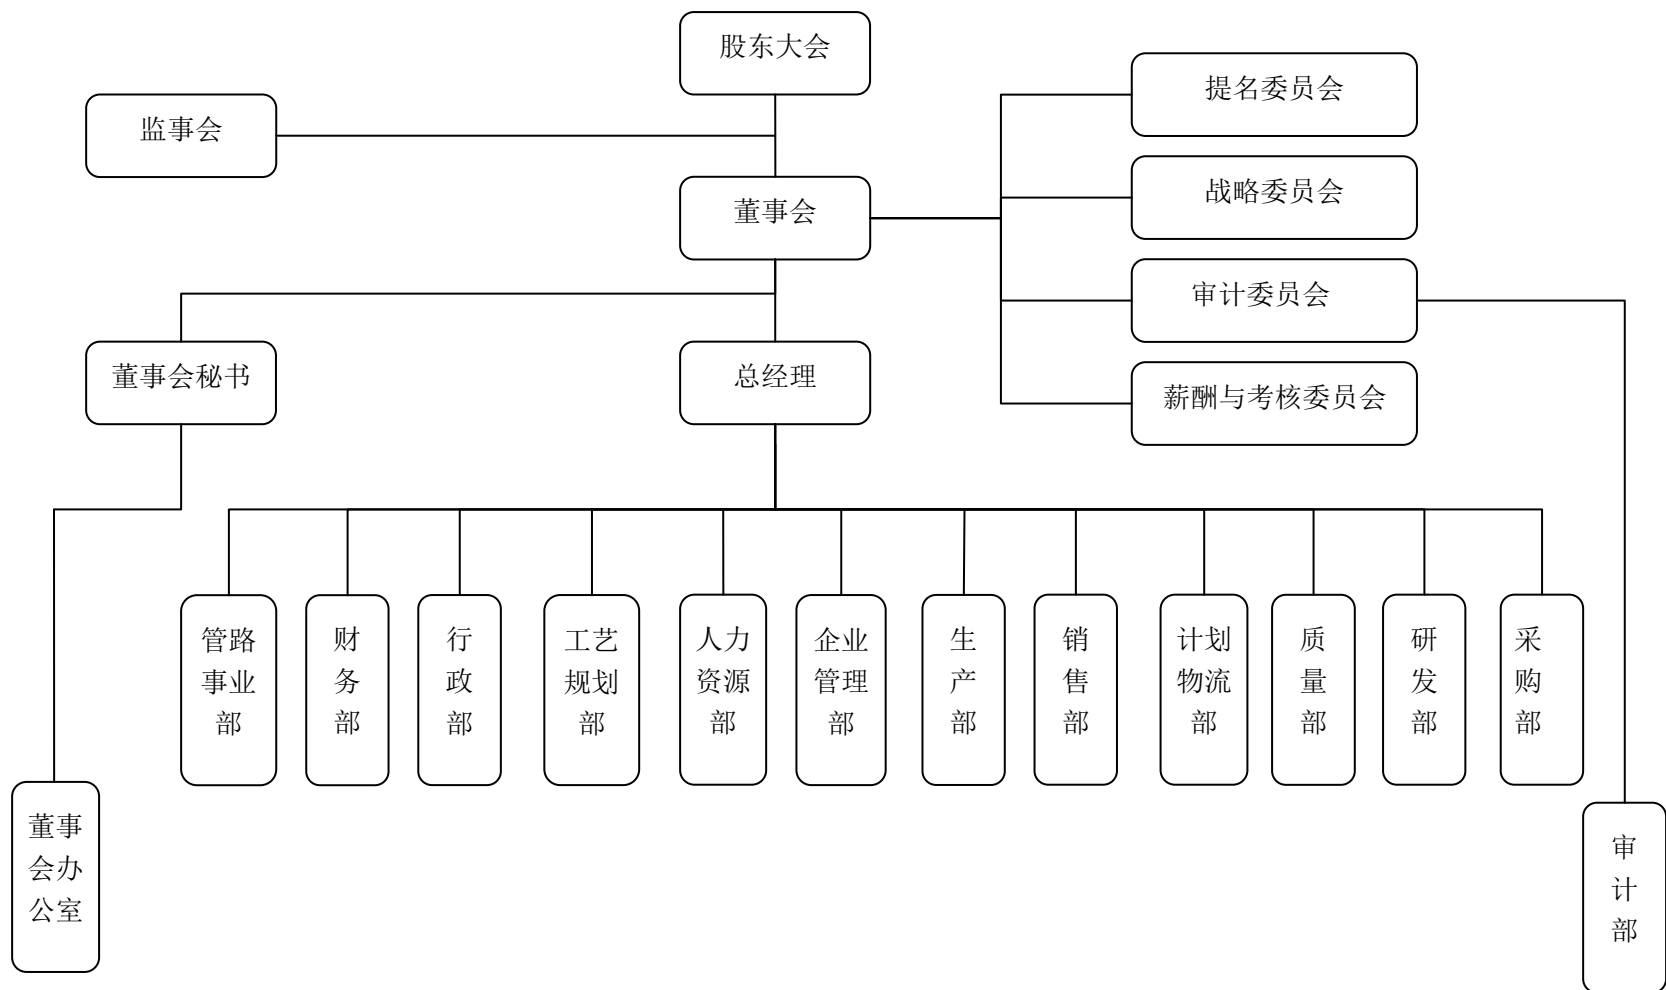 股东大会
提名委员会
监事会
战略委员会
董事会
审计委员会
董事会秘书
总经理
薪酬与考核委员会
管路
事业
部
财
务
部
行
政
部
工艺
规划
部
人力
资源
部
企业
管理
部
生
产
部
销
售
部
计划
物流
部
质
量
部
研
发
部
采
购
部
董事
会办
公室
审
计
部